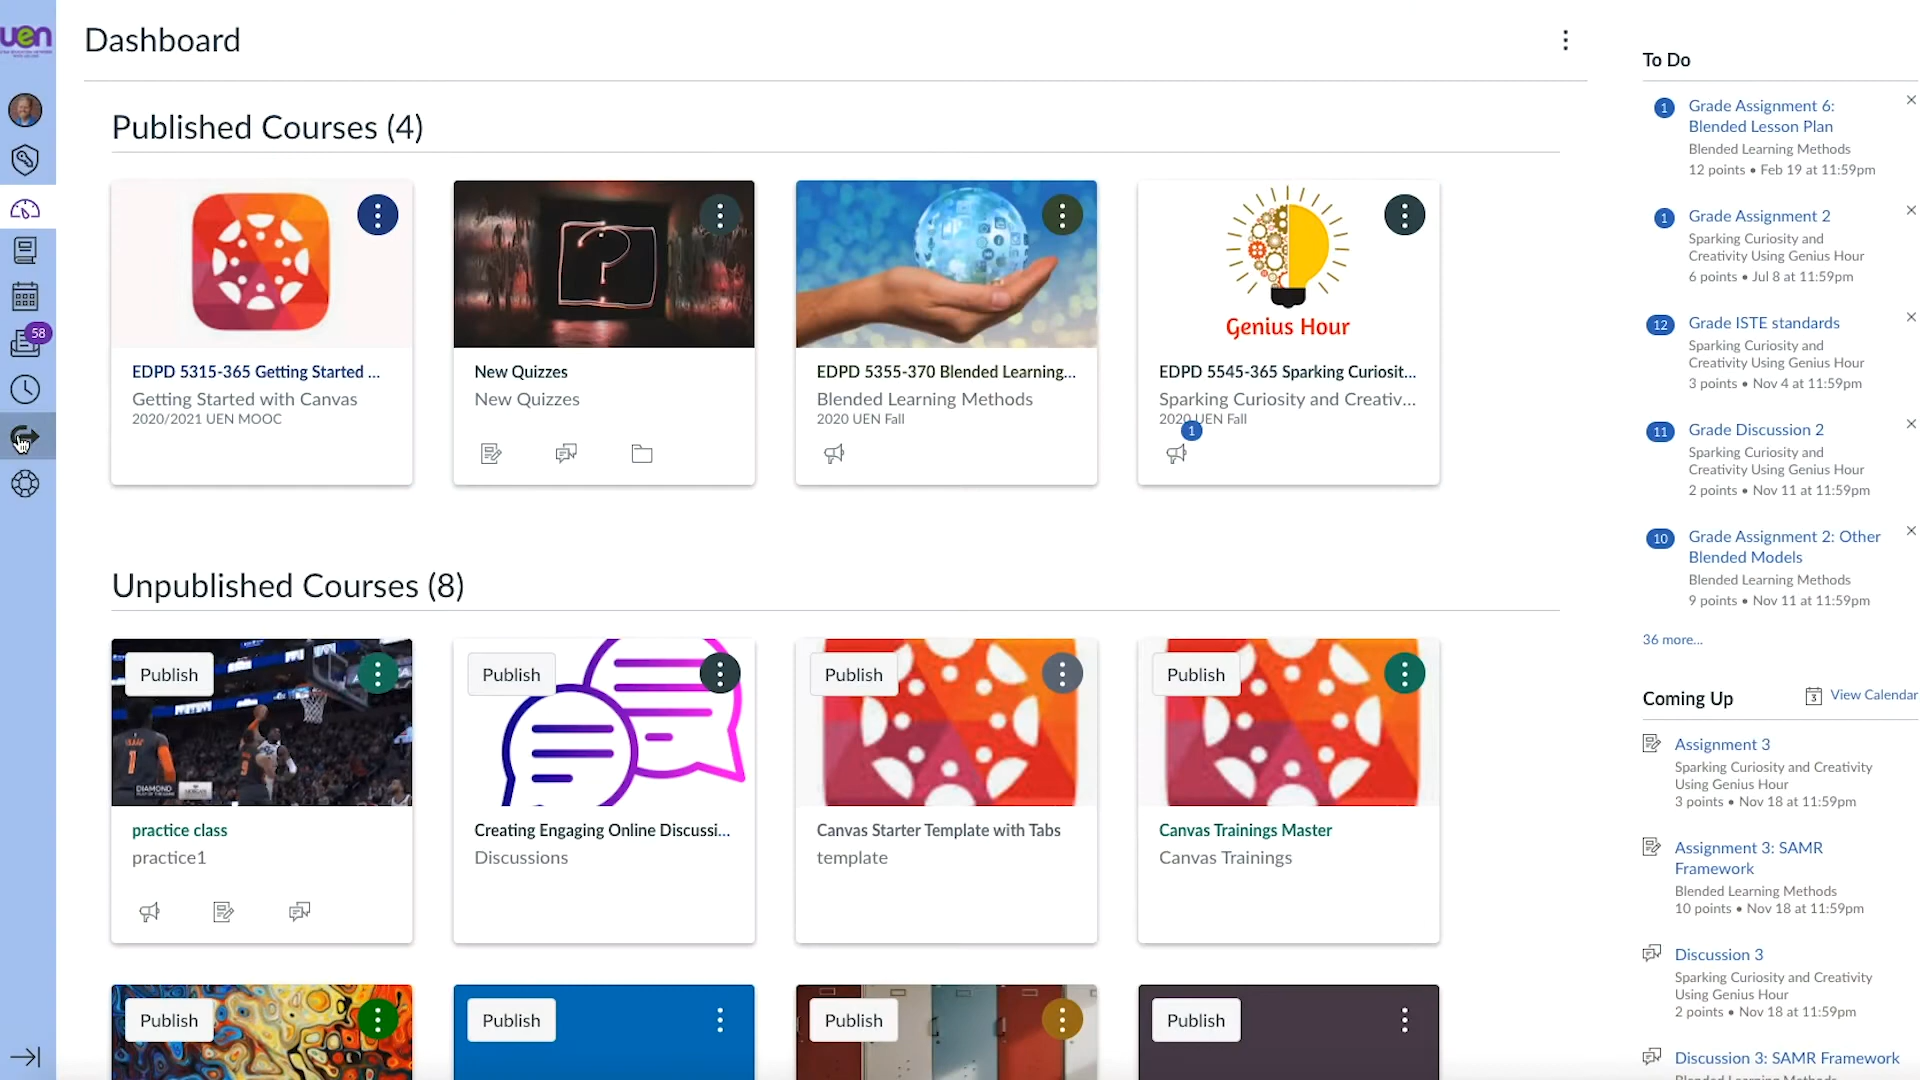 uen
Dashboard
58
Published Courses (4)
Genius Hour
EDPD 5315-365 Getting Started ...
Getting Started with Canvas
2020/2021 UEN MOOC
New Quizzes
New Quizzes
EDPD 5355-370 Blended Learning...
Blended Learning Methods
2020 UEN Fall
EDPD 5545-365 Sparking Curiosit...
Sparking Curiosity and Creativ...
2020 UEN Fall
1
Unpublished Courses (8)
Publish
1
DIAMOND
practice class
practice1
Publish
Creating Engaging Online Discussi...
Discussions
Publish
Canvas Starter Template with Tabs
template
Publish
Canvas Trainings Master
Canvas Trainings
Publish
Publish
Publish
Publish
To Do
1
Grade Assignment 6:
Blended Lesson Plan
Blended Learning Methods
12 points • Feb 19 at 11:59pm
1
Grade Assignment 2
Sparking Curiosity and
Creativity Using Genius Hour
6 points • Jul 8 at 11:59pm
12
Grade ISTE standards
Sparking Curiosity and
Creativity Using Genius Hour
3 points • Nov 4 at 11:59pm
11
Grade Discussion 2
Sparking Curiosity and
Creativity Using Genius Hour
2 points • Nov 11 at 11:59pm
10
Grade Assignment 2: Other
Blended Models
Blended Learning Methods
9 points • Nov 11 at 11:59pm
36 more...
Coming Up
3
View Calendar
Assignment 3
Sparking Curiosity and Creativity
Using Genius Hour
3 points • Nov 18 at 11:59pm
Assignment 3: SAMR
Framework
Blended Learning Methods
10 points • Nov 18 at 11:59pm
Discussion 3
Sparking Curiosity and Creativity
Using Genius Hour
2 points • Nov 18 at 11:59pm
Discussion 3: SAMR Framework